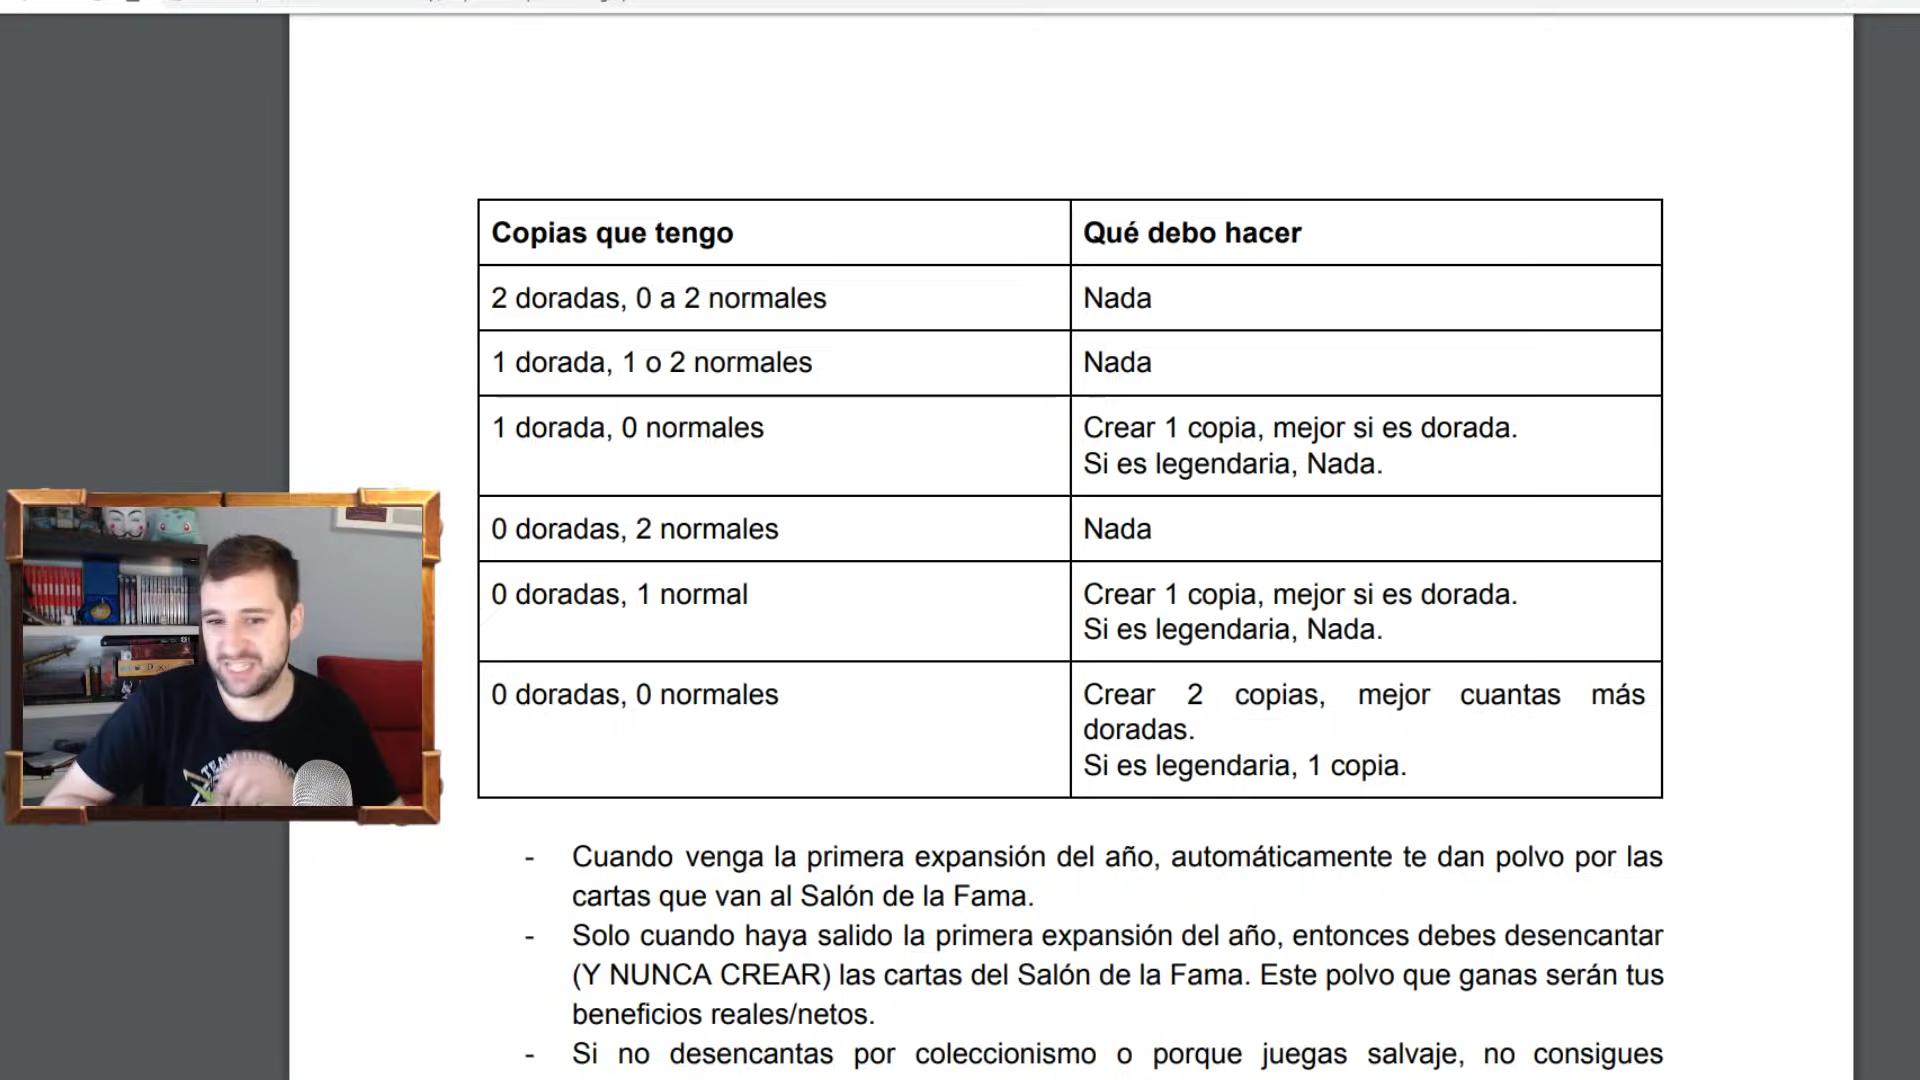 Copias que tengo
Qué debo hacer
2 doradas, 0 a 2 normales
Nada
1 dorada, 1 o 2 normales
Nada
1 dorada, 0 normales
Crear 1 copia, mejor si es dorada.
Si es legendaria, Nada.
0 doradas, 2 normales
Nada
0 doradas, 1 normal
Crear 1 copia, mejor si es dorada.
Si es legendaria, Nada.
0 doradas, 0 normales
Crear 2 copias, mejor cuantas más
doradas.
Si es legendaria, 1 copia.
- Cuando venga la primera expansión del año, automáticamente te dan polvo por las
cartas que van al Salón de la Fama.
- Solo cuando haya salido la primera expansión del año, entonces debes desencantar
(Y NUNCA CREAR) las cartas del Salón de la Fama. Este polvo que ganas serán tus
beneficios reales/netos.
- Si no desencantas por coleccionismo o porque juegas salvaje, no consigues
TEAM